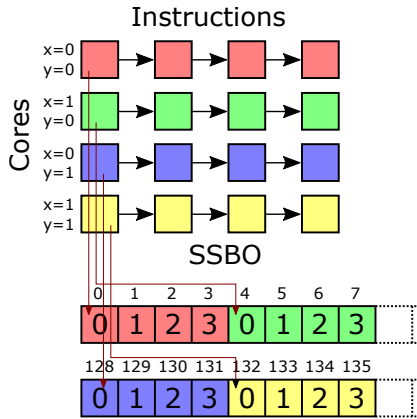 Instructions
Cores
x=0
y=0
x=1
y=0
x=0
y=1
x=1
y=1
SSBO
0 1 2 3 4 5 6 7
0 1 2 3 0 1 2 3
128 129 130 131 132 133 134 135
0 1 2 3 0 1 2 3